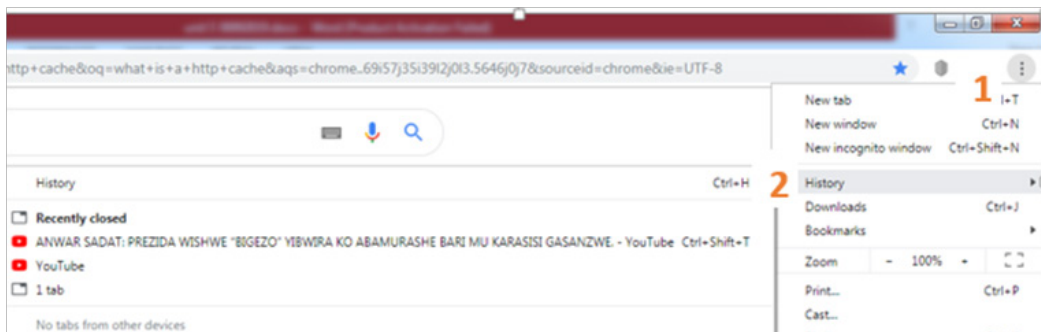 http+cache&oq=what+is+a+http+cache&aqs=chrome..69i57j35i39l2j0l3.5646j0j7&sourceid=chrome&ie=UTF-8
1
New tab l+T
New window Ctrl+N
New incognito window Ctrl+Shift+N
2
History
Downloads Ctrl+J
Bookmarks
Zoom - 100% +
Print... Ctrl+P
Cast...
History Ctrl+H
Recently closed
ANWAR SADAT: PREZIDA WISHWE "BIGEZO" YIBWIRA KO ABAMURASHE BARI MU KARASISI GASANZWE. - YouTube Ctrl+Shift+T
YouTube
1 tab
No tabs from other devices